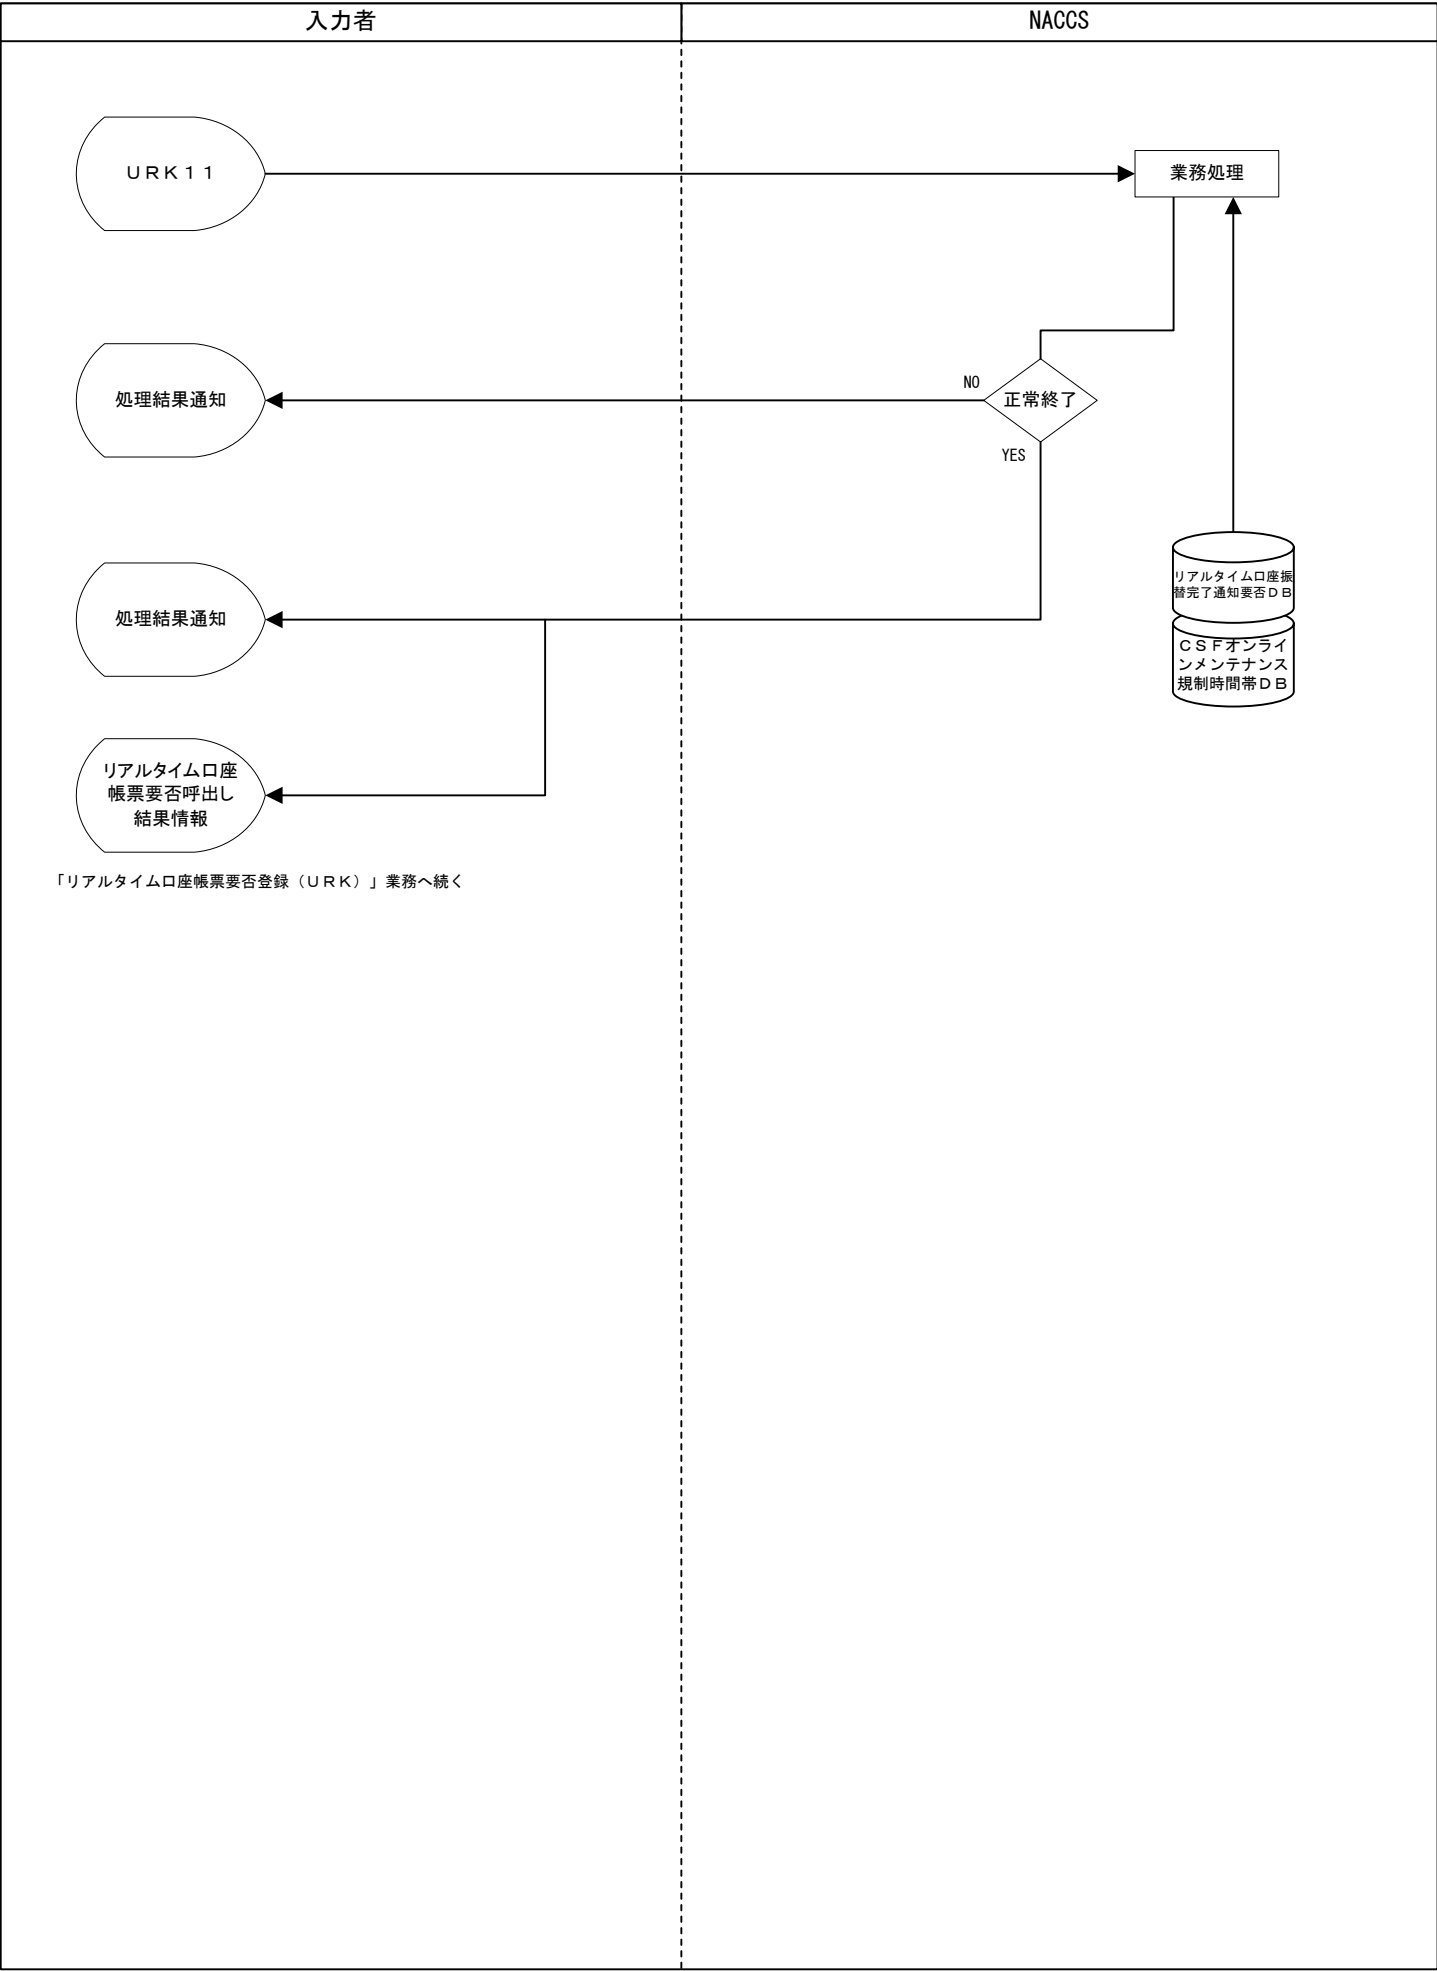 入力者
NACCS
ＵＲＫ１１
業務処理
処理結果通知
NO
正常終了
YES
処理結果通知
リアルタイム口座振
替完了通知要否ＤＢ
ＣＳＦオンライ
ンメンテナンス
規制時間帯ＤＢ
リアルタイム口座
帳票要否呼出し
結果情報
「リアルタイム口座帳票要否登録（ＵＲＫ）」業務へ続く